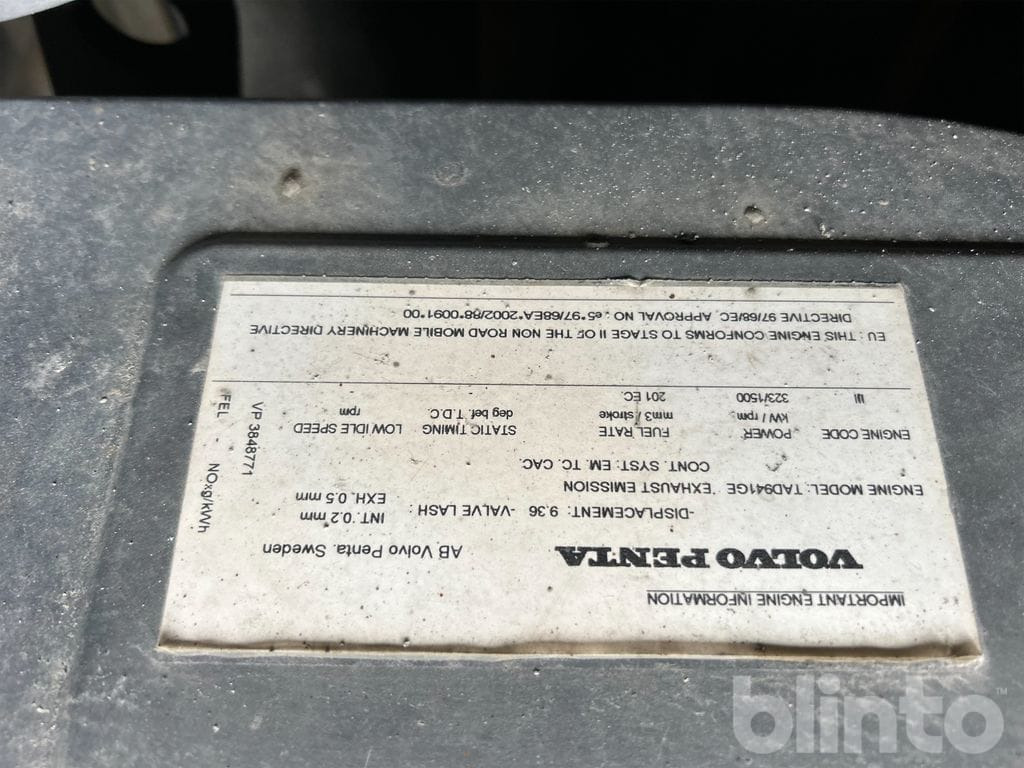 IMPORTANT ENGINE INFORMATION
VOLVO PENTA AB Volvo Penta. Sweden
-DISPLACEMENT: 9.36 -VALVE LASH: INT. 0.2 mm
EXH. 0.5 mm
ENGINE MODEL: TAD941GE EXHAUST EMISSION
CONT. SYST: EM. TC. CAC.
ENGINE CODE POWER FUEL RATE STATIC TIMING LOW IDLE SPEED
kW / rpm mm3 / stroke deg bef. T.D.C. rpm
III 323/1500 201 EC
EU: THIS ENGINE CONFORMS TO STAGE II OF THE NON ROAD MOBILE MACHINERY DIRECTIVE
DIRECTIVE 97/68/EC, APPROVAL NO.: e5*97/68EA*2002/88*0091*00
VP 3848771
FEL NOxg/kWh
blinto™